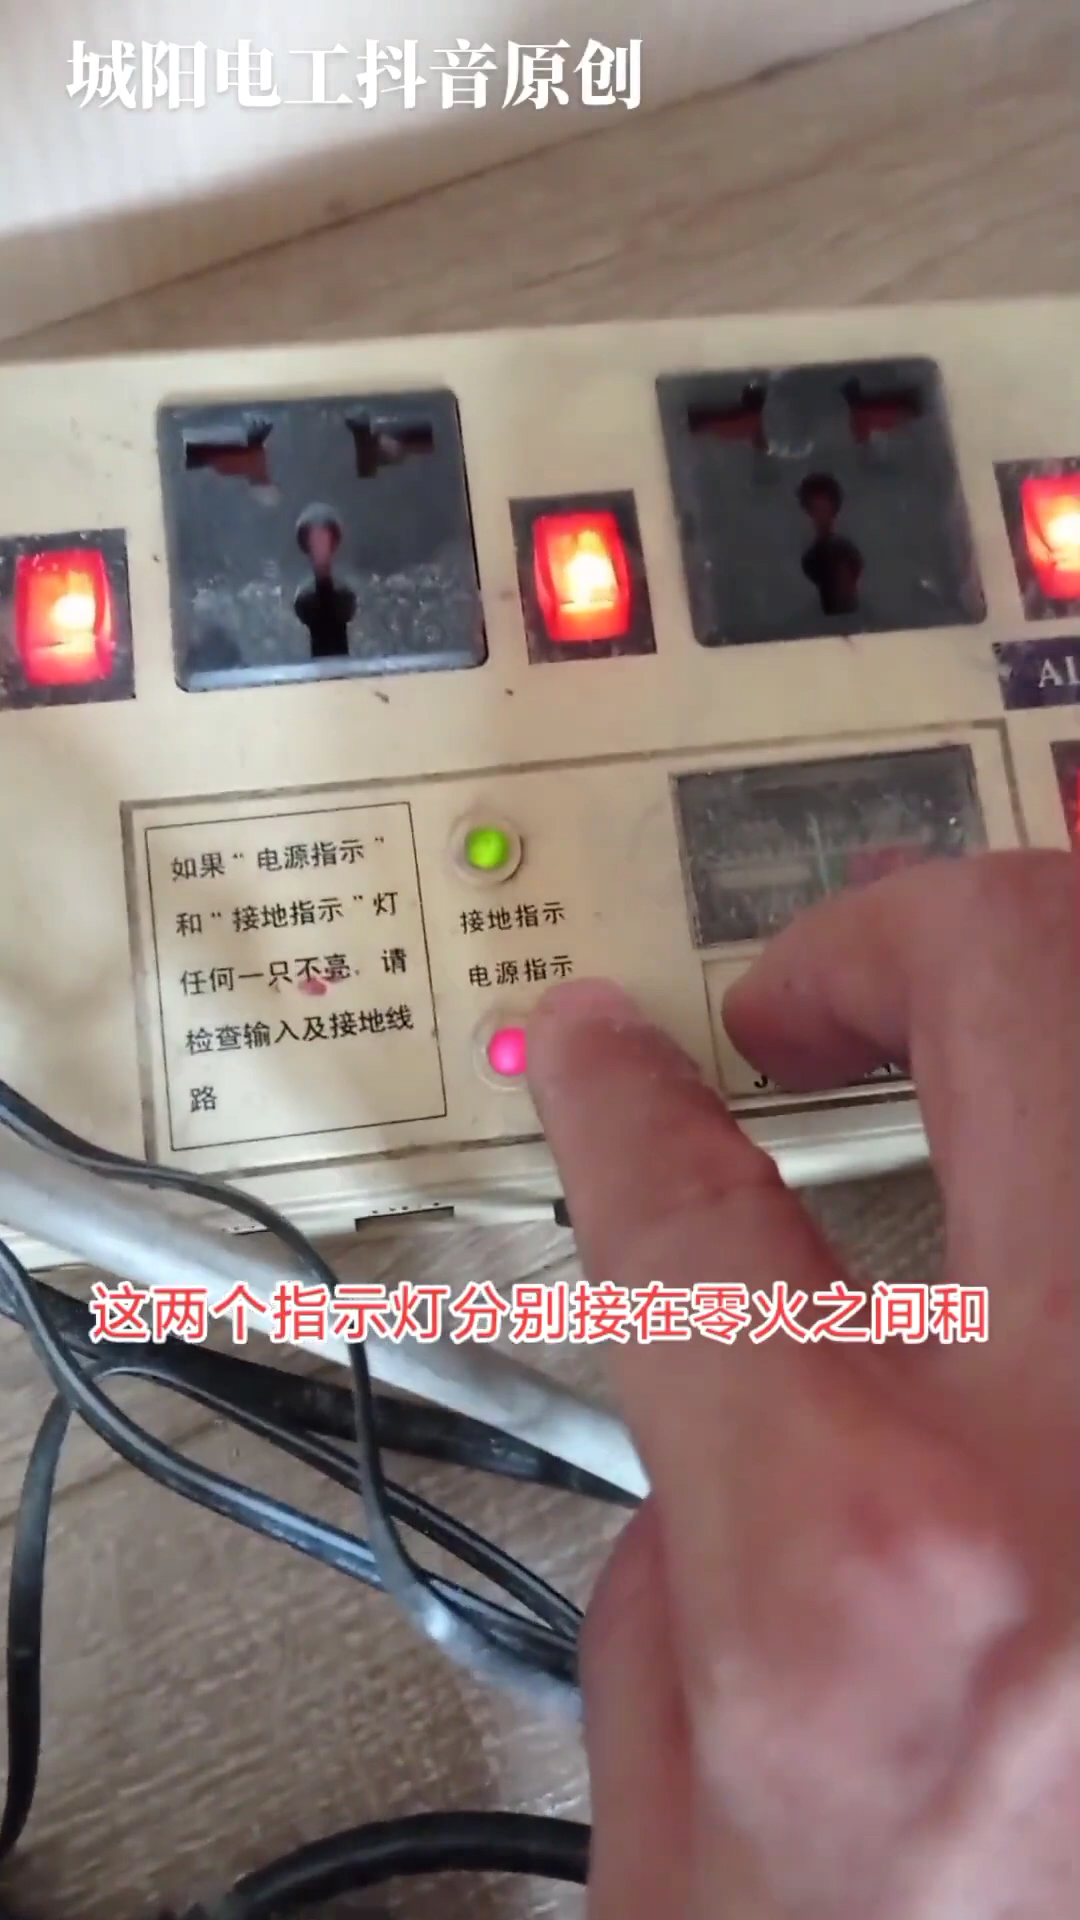 城阳电工抖音原创
AL
如果“电源指示”
和“接地指示”灯
任何一只不亮，请
检查输入及接地线
路
接地指示
电源指示
这两个指示灯分别接在零火之间和